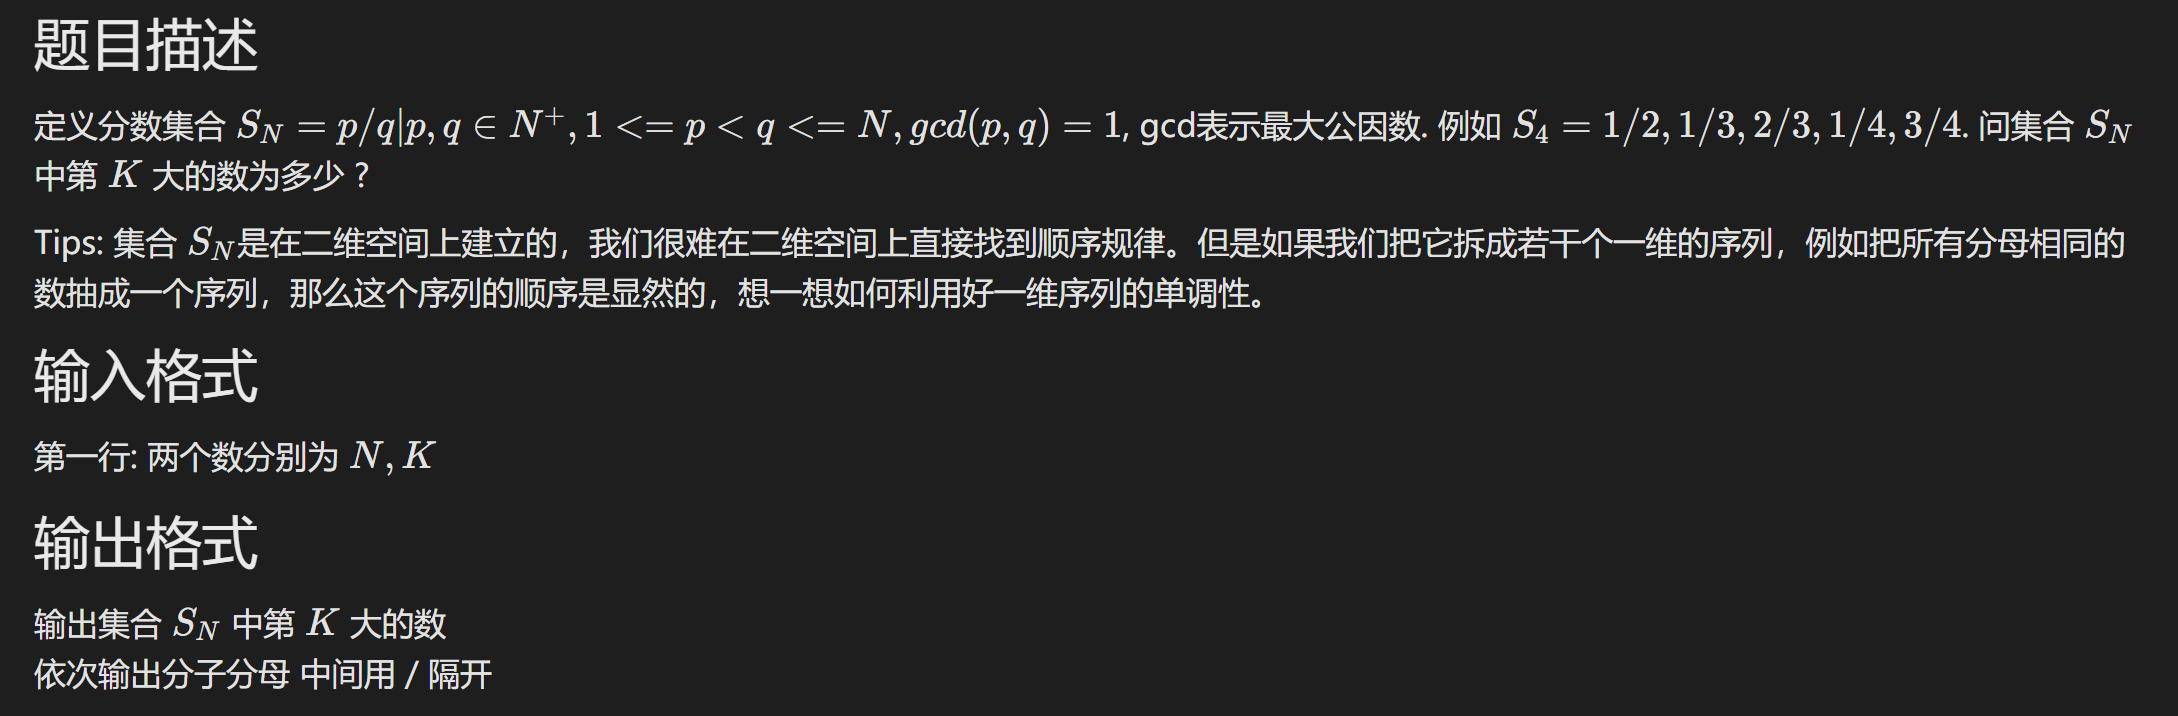 题目描述
定义分数集合 $S_N = p/q|p,q \in N^+, 1 <= p < q <= N, gcd(p,q) = 1$, gcd表示最大公因数. 例如 $S_4 = 1/2, 1/3, 2/3, 1/4, 3/4$. 问集合 $S_N$
中第 $K$ 大的数为多少 ?
Tips: 集合 $S_N$是在二维空间上建立的，我们很难在二维空间上直接找到顺序规律。但是如果我们把它拆成若干个一维的序列，例如把所有分母相同的
数抽成一个序列，那么这个序列的顺序是显然的，想一想如何利用好一维序列的单调性。
输入格式
第一行: 两个数分别为 $N, K$
输出格式
输出集合 $S_N$ 中第 $K$ 大的数
依次输出分子分母 中间用 / 隔开